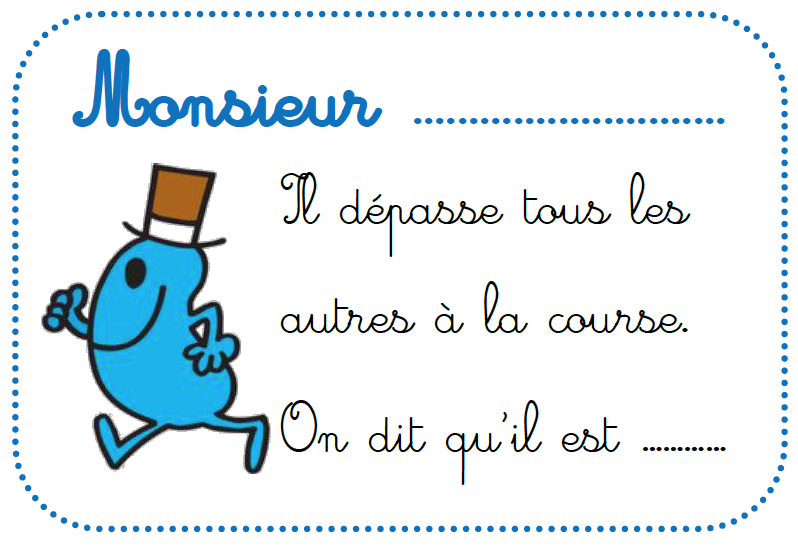 Monsieur ...........................
Il dépasse tous les
autres à la course.
On dit qu'il est ............